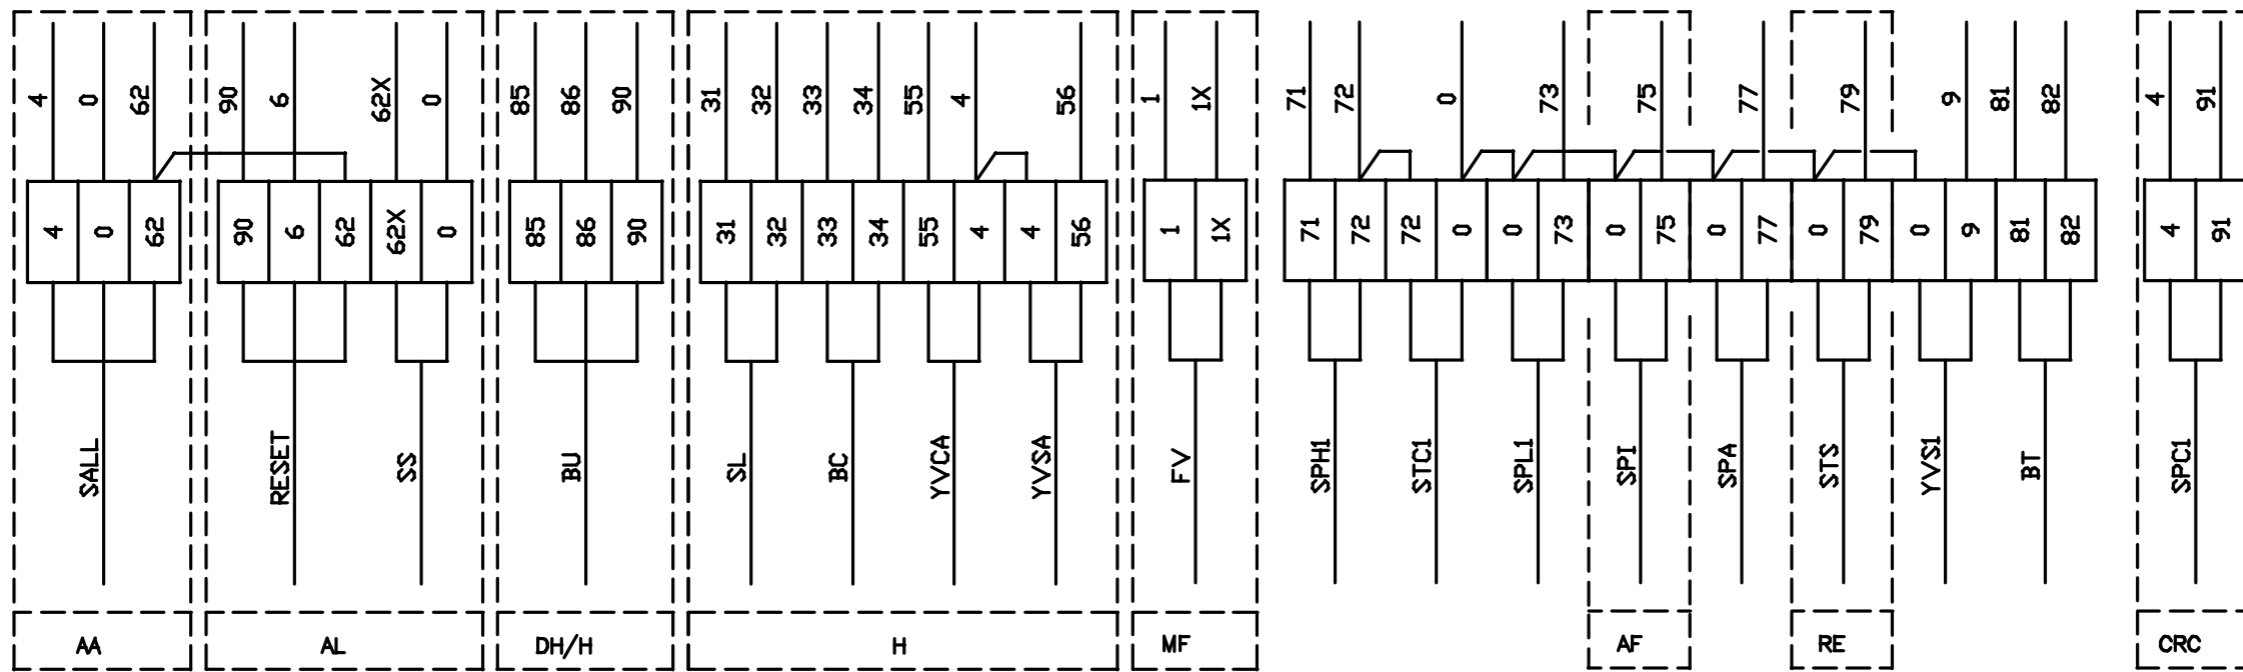 4 0 62 90 6 62X 0 85 86 90 31 32 33 34 55 4 56 1 1X 71 72 0 73 75 77 79 9 81 82 4 91
4 0 62 90 6 62 62X 0 85 86 90 31 32 33 34 55 4 4 56 1 1X 71 72 72 0 0 73 0 75 0 77 0 79 0 9 81 82 4 91
SALL RESET SS BU SL BC YVCA YVSA FV SPH1 STC1 SPL1 SPI SPA STS YVS1 BT SPC1
AA AL DH/H H MF AF RE CRC